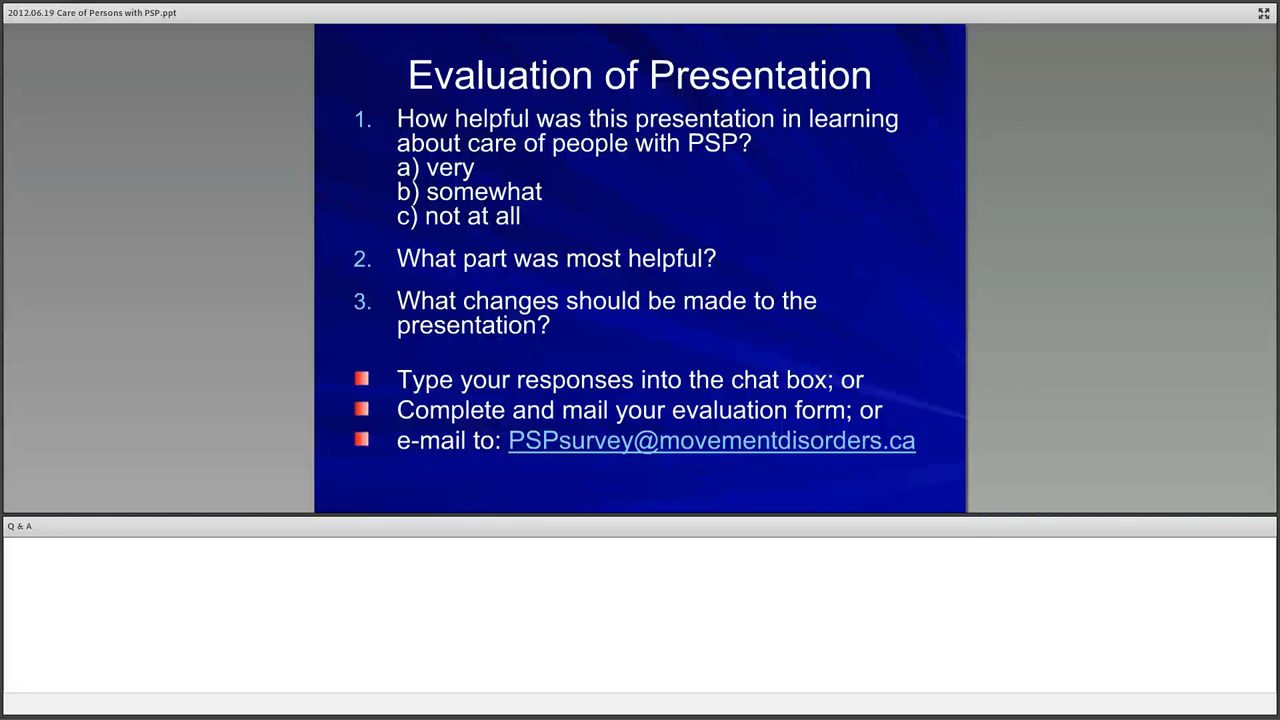 2012.06.19 Care of Persons with PSP.ppt
Evaluation of Presentation
1. How helpful was this presentation in learning
about care of people with PSP?
a) very
b) somewhat
c) not at all
2. What part was most helpful?
3. What changes should be made to the
presentation?
Type your responses into the chat box; or
Complete and mail your evaluation form; or
e-mail to: PSPsurvey@movementdisorders.ca
Q & A